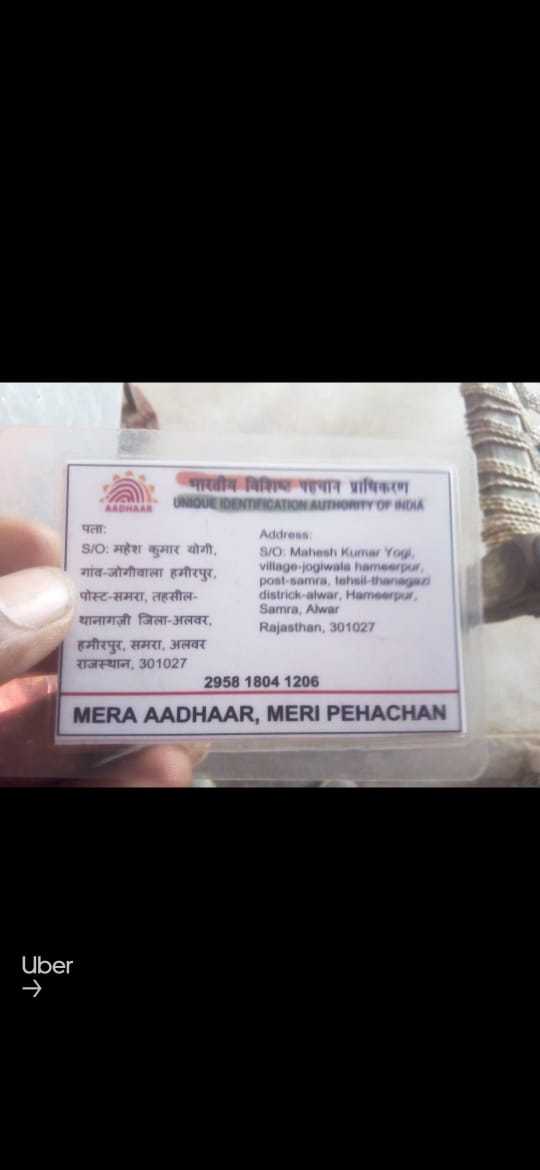 भारतीय विशिष्ट पहचान प्राधिकरण
AADHAAR
UNIQUE IDENTIFICATION AUTHORITY OF INDIA
पता:
S/O: महेश कुमार योगी,
गांव-जोगीवाला हमीरपुर,
पोस्ट-समरा, तहसील-
थानागज़ी जिला-अलवर,
हमीरपुर, समरा, अलवर
राजस्थान, 301027
Address:
S/O: Mahesh Kumar Yogi,
village-jogiwala hameerpur,
post-samra, tehsil-thanagazi
districk-alwar, Hameerpur,
Samra, Alwar
Rajasthan, 301027
2958 1804 1206
MERA AADHAAR, MERI PEHACHAN
Uber
→